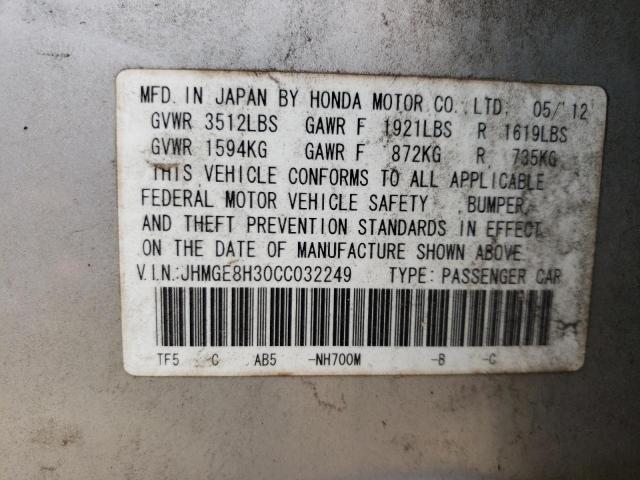 MFD. IN JAPAN BY HONDA MOTOR CO., LTD. 05/'12
GVWR 3512LBS GAWR F 1921LBS R 1619LBS
GVWR 1594KG GAWR F 872KG R 735KG
THIS VEHICLE CONFORMS TO ALL APPLICABLE
FEDERAL MOTOR VEHICLE SAFETY , BUMPER,
AND THEFT PREVENTION STANDARDS IN EFFECT
ON THE DATE OF MANUFACTURE SHOWN ABOVE.
V.I.N.:JHMGE8H30CC032249 TYPE: PASSENGER CAR
TF5 C AB5 -NH700M -B -C